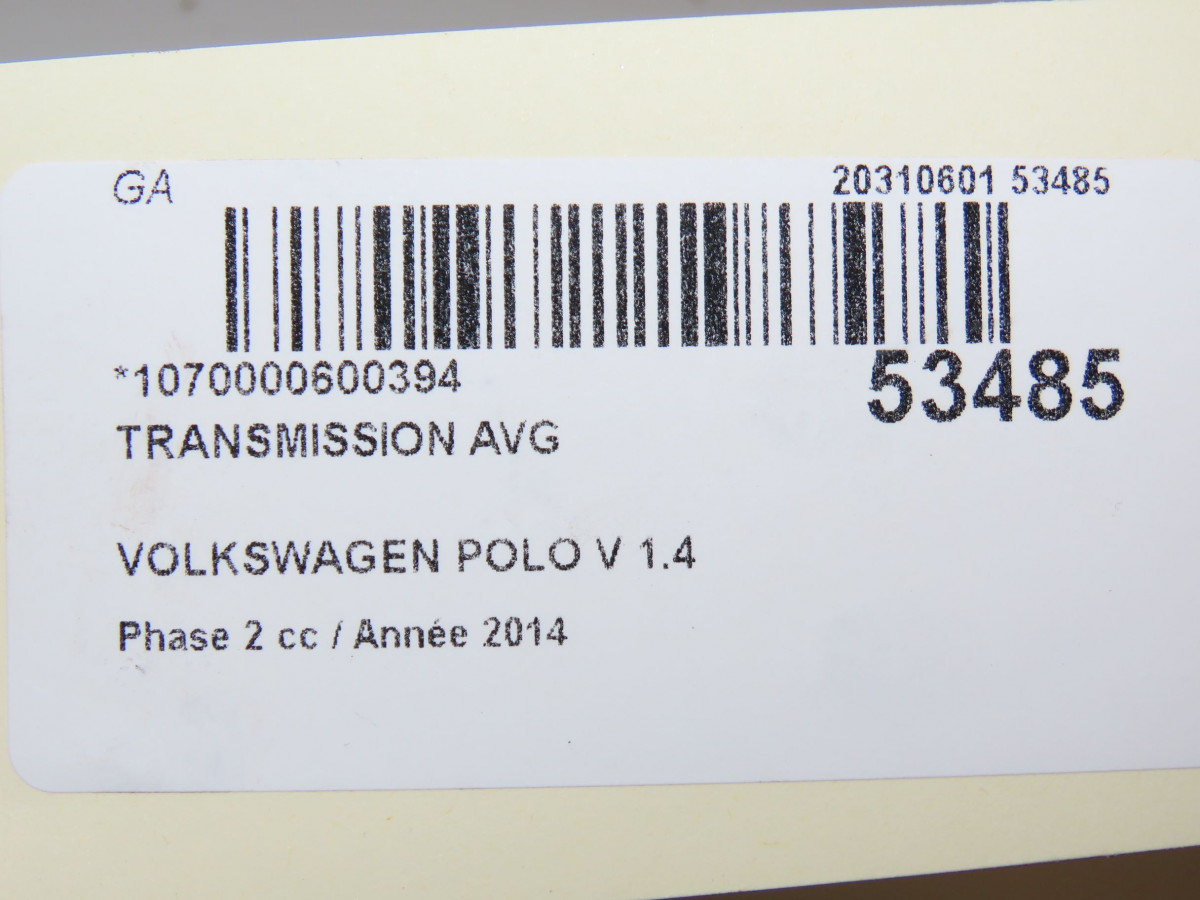 GA
20310601 53485
*1070000600394
53485
TRANSMISSION AVG
VOLKSWAGEN POLO V 1.4
Phase 2 cc / Année 2014